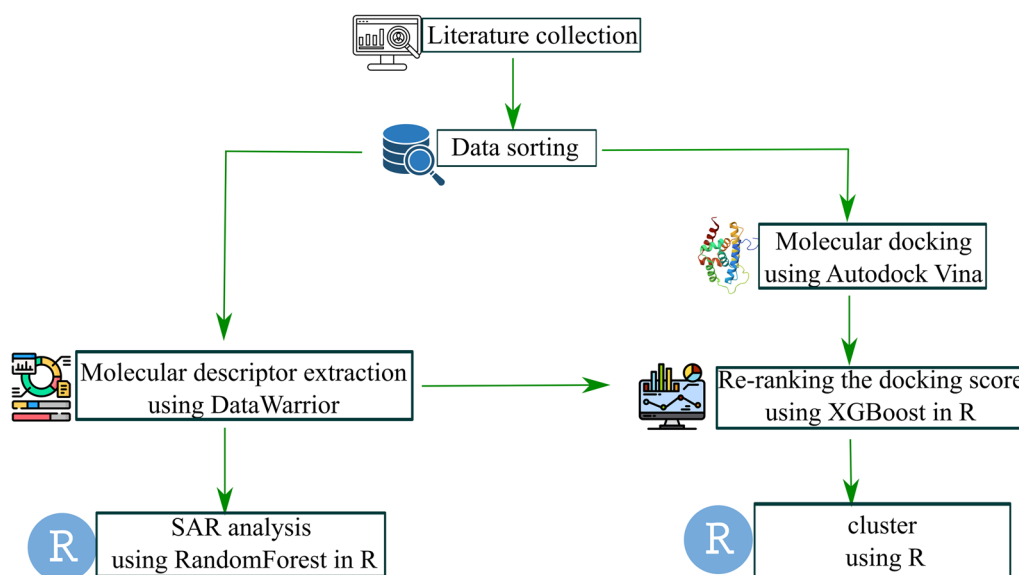 Literature collection
Data sorting
Molecular docking
using Autodock Vina
Molecular descriptor extraction
using DataWarrior
Re-ranking the docking score
using XGBoost in R
R
SAR analysis
using RandomForest in R
R
cluster
using R